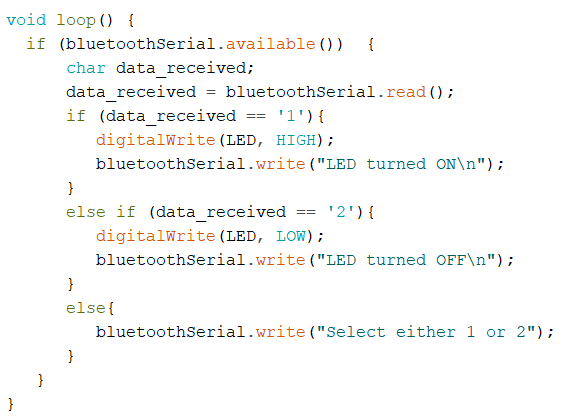 void loop() {
  if (bluetoothSerial.available())  {
      char data_received;
      data_received = bluetoothSerial.read();
      if (data_received == '1'){
         digitalWrite(LED, HIGH);
         bluetoothSerial.write("LED turned ON\n");
      }
      else if (data_received == '2'){
         digitalWrite(LED, LOW);
         bluetoothSerial.write("LED turned OFF\n");
      }
      else{
         bluetoothSerial.write("Select either 1 or 2");
      }
   }
}